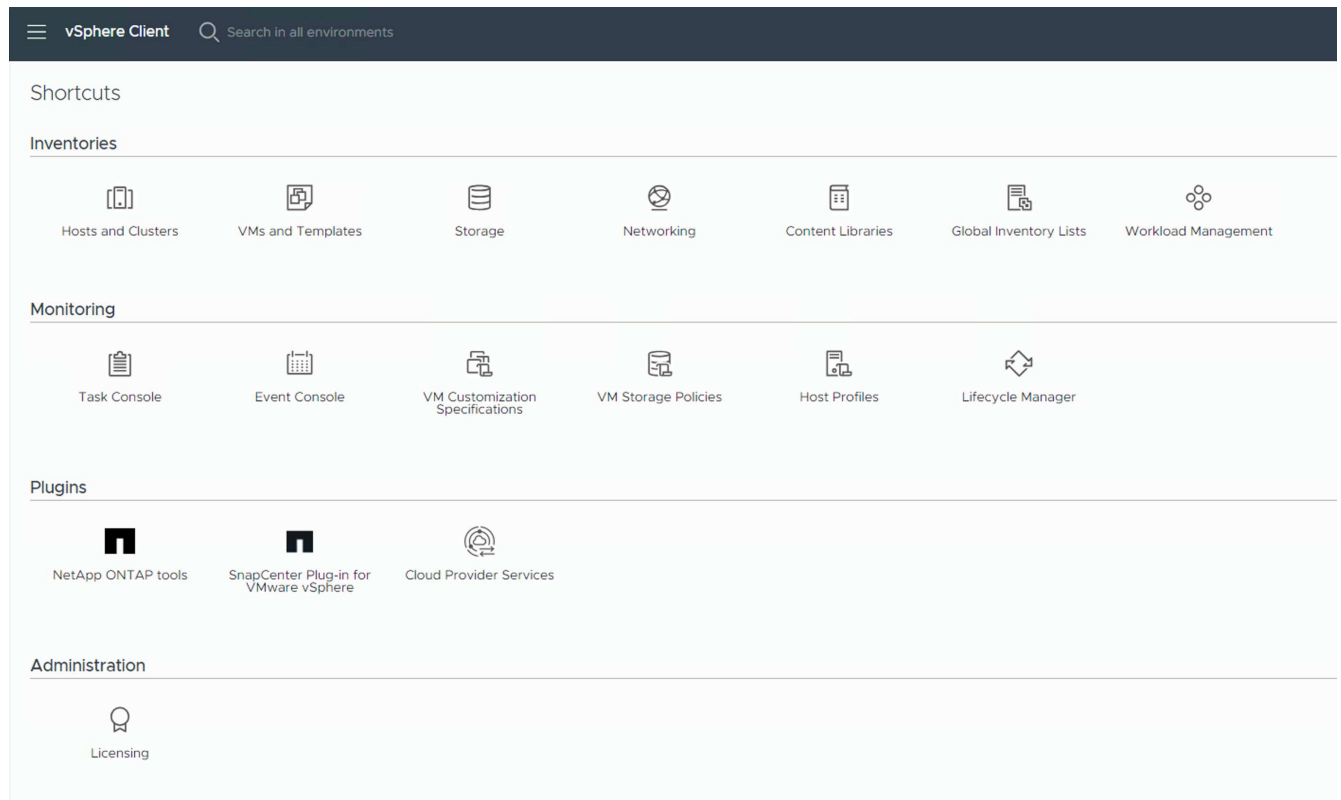 vSphere Client
Search in all environments
Shortcuts
Inventories
Hosts and Clusters
VMs and Templates
Storage
Networking
Content Libraries
Global Inventory Lists
Workload Management
Monitoring
Task Console
Event Console
VM Customization
Specifications
VM Storage Policies
Host Profiles
Lifecycle Manager
Plugins
NetApp ONTAP tools
SnapCenter Plug-in for
VMware vSphere
Cloud Provider Services
Administration
Licensing